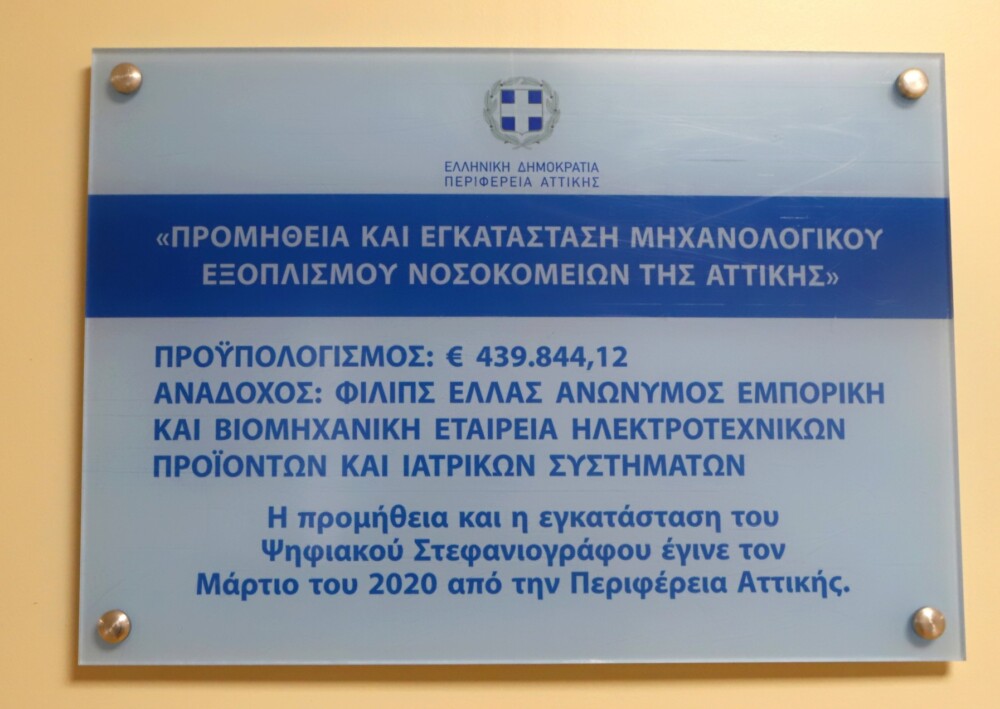 ΕΛΛΗΝΙΚΗ ΔΗΜΟΚΡΑΤΙΑ
ΠΕΡΙΦΕΡΕΙΑ ΑΤΤΙΚΗΣ
«ΠΡΟΜΗΘΕΙΑ ΚΑΙ ΕΓΚΑΤΑΣΤΑΣΗ ΜΗΧΑΝΟΛΟΓΙΚΟΥ
ΕΞΟΠΛΙΣΜΟΥ ΝΟΣΟΚΟΜΕΙΩΝ ΤΗΣ ΑΤΤΙΚΗΣ»
ΠΡΟΫΠΟΛΟΓΙΣΜΟΣ: € 439.844,12
ΑΝΑΔΟΧΟΣ: ΦΙΛΙΠΣ ΕΛΛΑΣ ΑΝΩΝΥΜΟΣ ΕΜΠΟΡΙΚΗ
ΚΑΙ ΒΙΟΜΗΧΑΝΙΚΗ ΕΤΑΙΡΕΙΑ ΗΛΕΚΤΡΟΤΕΧΝΙΚΩΝ
ΠΡΟΪΟΝΤΩΝ ΚΑΙ ΙΑΤΡΙΚΩΝ ΣΥΣΤΗΜΑΤΩΝ
Η προμήθεια και η εγκατάσταση του
Ψηφιακού Στεφανιογράφου έγινε τον
Μάρτιο του 2020 από την Περιφέρεια Αττικής.